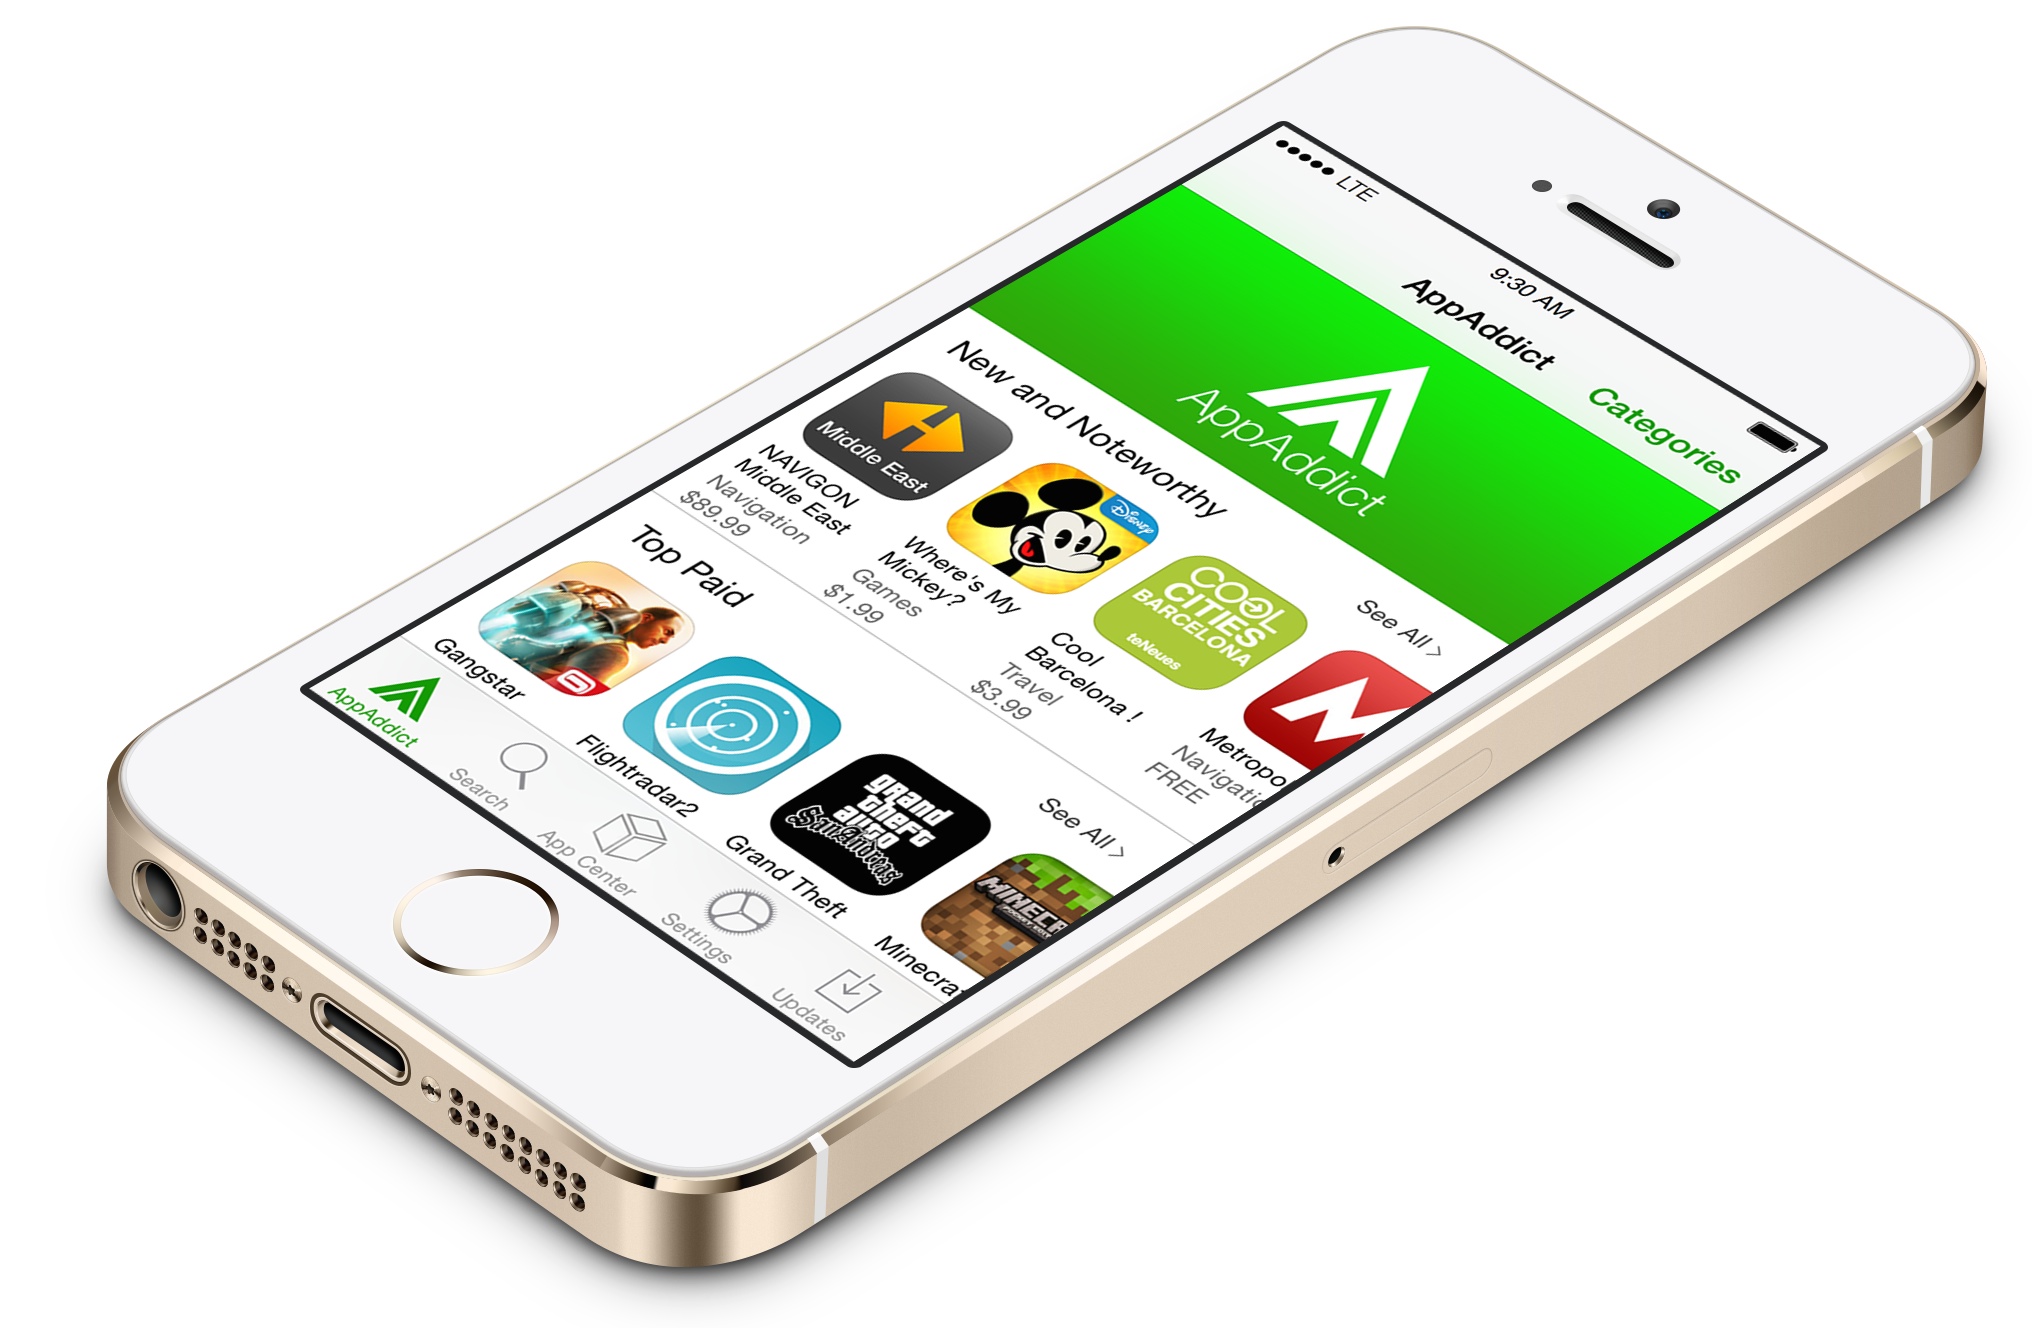 LTE
9:30 AM
AppAddict
Categories
AppAddict
New and Noteworthy
See All >
Middle East
NAVIGON
Middle East
Navigation
$89.99
Disney
Where's My
Mickey?
Games
$1.99
COOL
CITIES
BARCELONA
teNeues
Cool
Barcelona !
Travel
$3.99
M
Metropo
Navigatio
FREE
Top Paid
See All >
Gangstar
Flightradar2
grand
theft
auto
San Andreas
Grand Theft
MINECR
Minecraf
AppAddict
Search
App Center
Settings
Updates